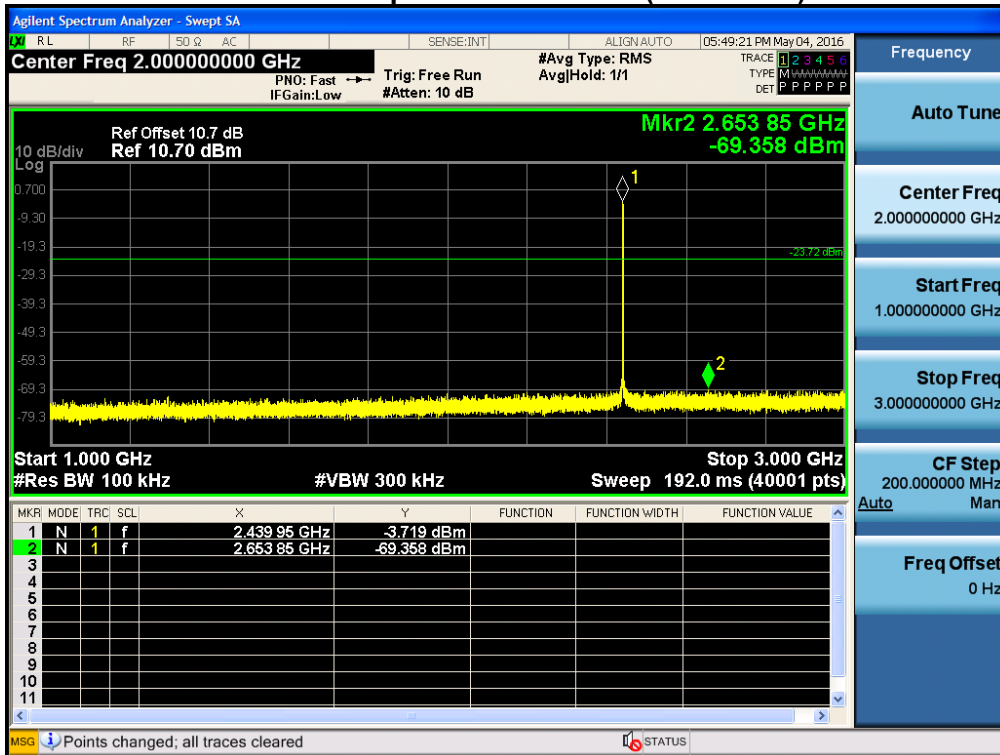 Agilent Spectrum Analyzer - Swept SA
LXI RL RF 50 Ω AC SENSE:INT ALIGN AUTO 05:49:21 PM May 04, 2016
Center Freq 2.000000000 GHz #Avg Type: RMS TRACE 1 2 3 4 5 6
PNO: Fast Trig: Free Run Avg|Hold: 1/1 TYPE M WWWWW
IFGain:Low #Atten: 10 dB DET P P P P P P
Mkr2 2.653 85 GHz
Ref Offset 10.7 dB
10 dB/div Ref 10.70 dBm -69.358 dBm
Log
0.700
-9.30
-19.3
-23.72 dBm
-29.3
-39.3
-49.3
-59.3
-69.3
-79.3
1
2
Start 1.000 GHz Stop 3.000 GHz
#Res BW 100 kHz #VBW 300 kHz Sweep 192.0 ms (40001 pts)
MKR MODE TRC SCL X Y FUNCTION FUNCTION WIDTH FUNCTION VALUE
1 N 1 f 2.439 95 GHz -3.719 dBm
2 N 1 f 2.653 85 GHz -69.358 dBm
3
4
5
6
7
8
9
10
11
MSG Points changed; all traces cleared STATUS
Frequency
Auto Tune
Center Freq
2.000000000 GHz
Start Freq
1.000000000 GHz
Stop Freq
3.000000000 GHz
CF Step
200.000000 MHz
Auto Man
Freq Offset
0 Hz